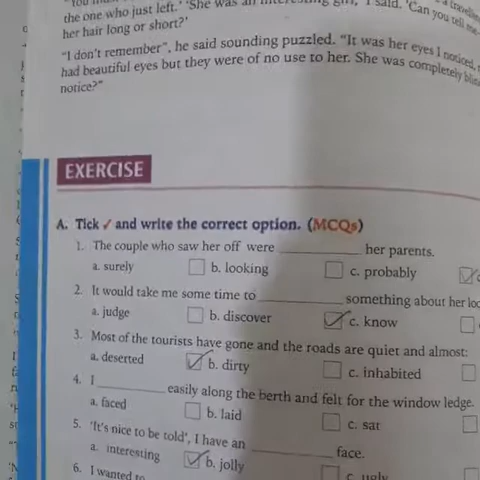 the one who just left.' 'She was an interesting girl,' I said. 'Can you tell me
her hair long or short?'
"I don't remember", he said sounding puzzled. "It was her eyes I noticed,
had beautiful eyes but they were of no use to her. She was completely blind
notice?"
EXERCISE
A. Tick ✓ and write the correct option. (MCQs)
1. The couple who saw her off were __________ her parents.
a. surely b. looking c. probably
2. It would take me some time to __________ something about her
a. judge b. discover c. know
3. Most of the tourists have gone and the roads are quiet and almost:
a. deserted b. dirty c. inhabited
4. I __________ easily along the berth and felt for the window ledge.
a. faced b. laid c. sat
5. 'It's nice to be told', I have an __________ face.
a. interesting b. jolly c. ugly
6. I wanted to